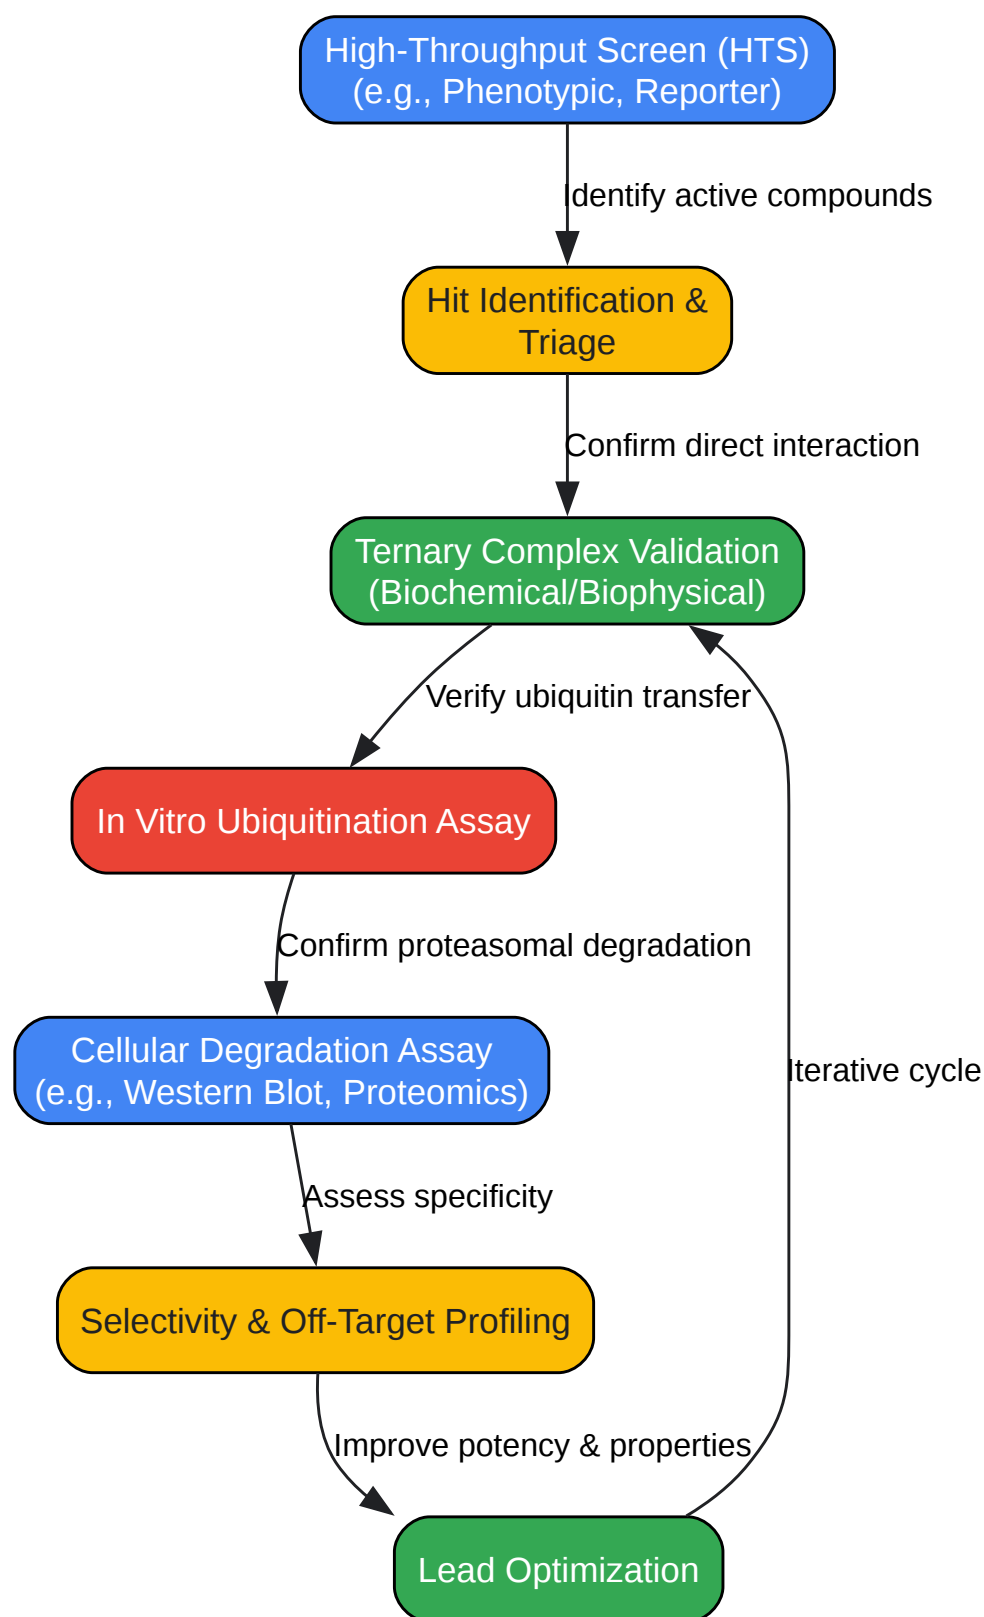 High-Throughput Screen (HTS)
(e.g., Phenotypic, Reporter)
Identify active compounds
Hit Identification &
Triage
Confirm direct interaction
Ternary Complex Validation
(Biochemical/Biophysical)
Verify ubiquitin transfer
In Vitro Ubiquitination Assay
Confirm proteasomal degradation
Cellular Degradation Assay
(e.g., Western Blot, Proteomics)
Iterative cycle
Assess specificity
Selectivity & Off-Target Profiling
Improve potency & properties
Lead Optimization